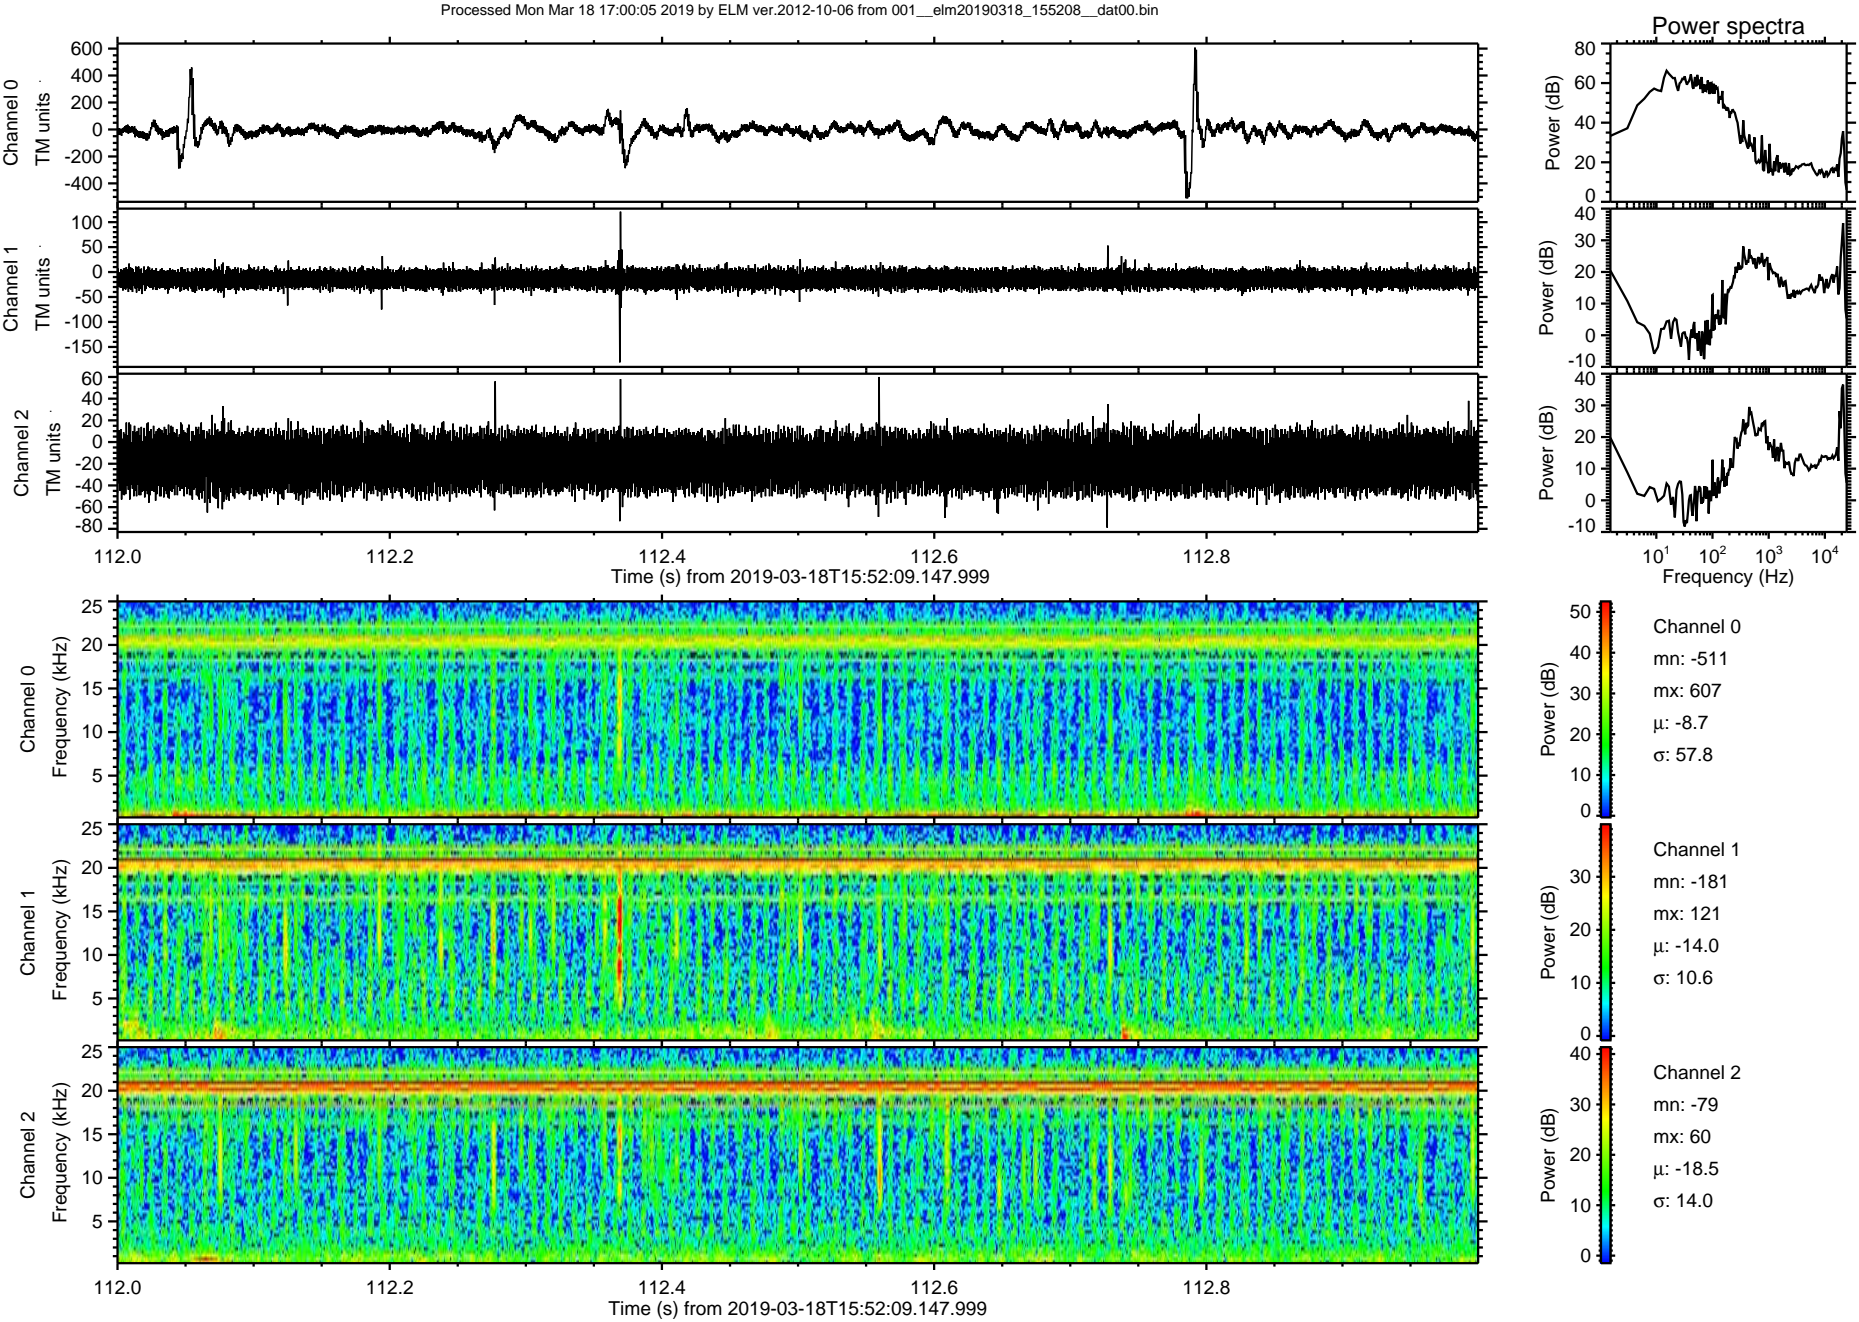 Processed Mon Mar 18 17:00:05 2019 by ELM ver.2012-10-06 from 001__elm20190318_155208__dat00.bin
Power spectra
Channel 0
TM units
600
400
200
0
-200
-400
Power (dB)
80
60
40
20
0
Channel 1
TM units
100
50
0
-50
-100
-150
Power (dB)
40
30
20
10
0
-10
Channel 2
TM units
60
40
20
0
-20
-40
-60
-80
Power (dB)
40
30
20
10
0
-10
112.0 112.2 112.4 112.6 112.8
Time (s) from 2019-03-18T15:52:09.147.999
10¹ 10² 10³ 10⁴
Frequency (Hz)
Channel 0
Frequency (kHz)
25
20
15
10
5
Power (dB)
50
40
30
20
10
0
Channel 0
mn: -511
mx: 607
μ: -8.7
σ: 57.8
Channel 1
Frequency (kHz)
25
20
15
10
5
Power (dB)
30
20
10
0
Channel 1
mn: -181
mx: 121
μ: -14.0
σ: 10.6
Channel 2
Frequency (kHz)
25
20
15
10
5
Power (dB)
40
30
20
10
0
Channel 2
mn: -79
mx: 60
μ: -18.5
σ: 14.0
112.0 112.2 112.4 112.6 112.8
Time (s) from 2019-03-18T15:52:09.147.999